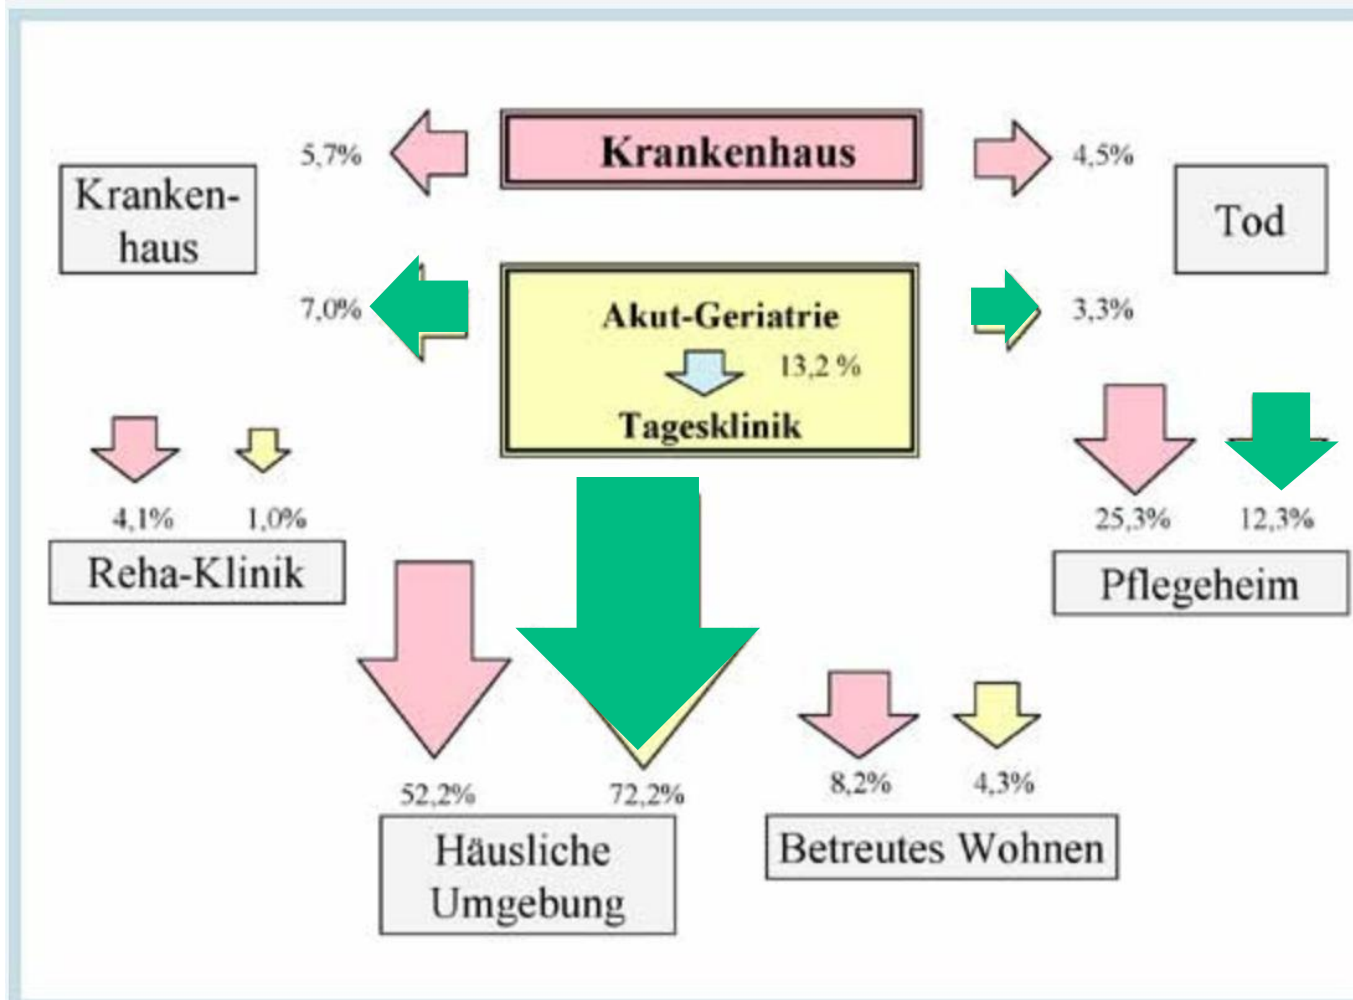 5,7%
Krankenhaus
4,5%
Kranken-
haus
Tod
7,0%
Akut-Geriatrie
3,3%
13,2 %
Tagesklinik
4,1%
1,0%
Reha-Klinik
25,3%
12,3%
Pflegeheim
52,2%
72,2%
Häusliche
Umgebung
8,2%
4,3%
Betreutes Wohnen